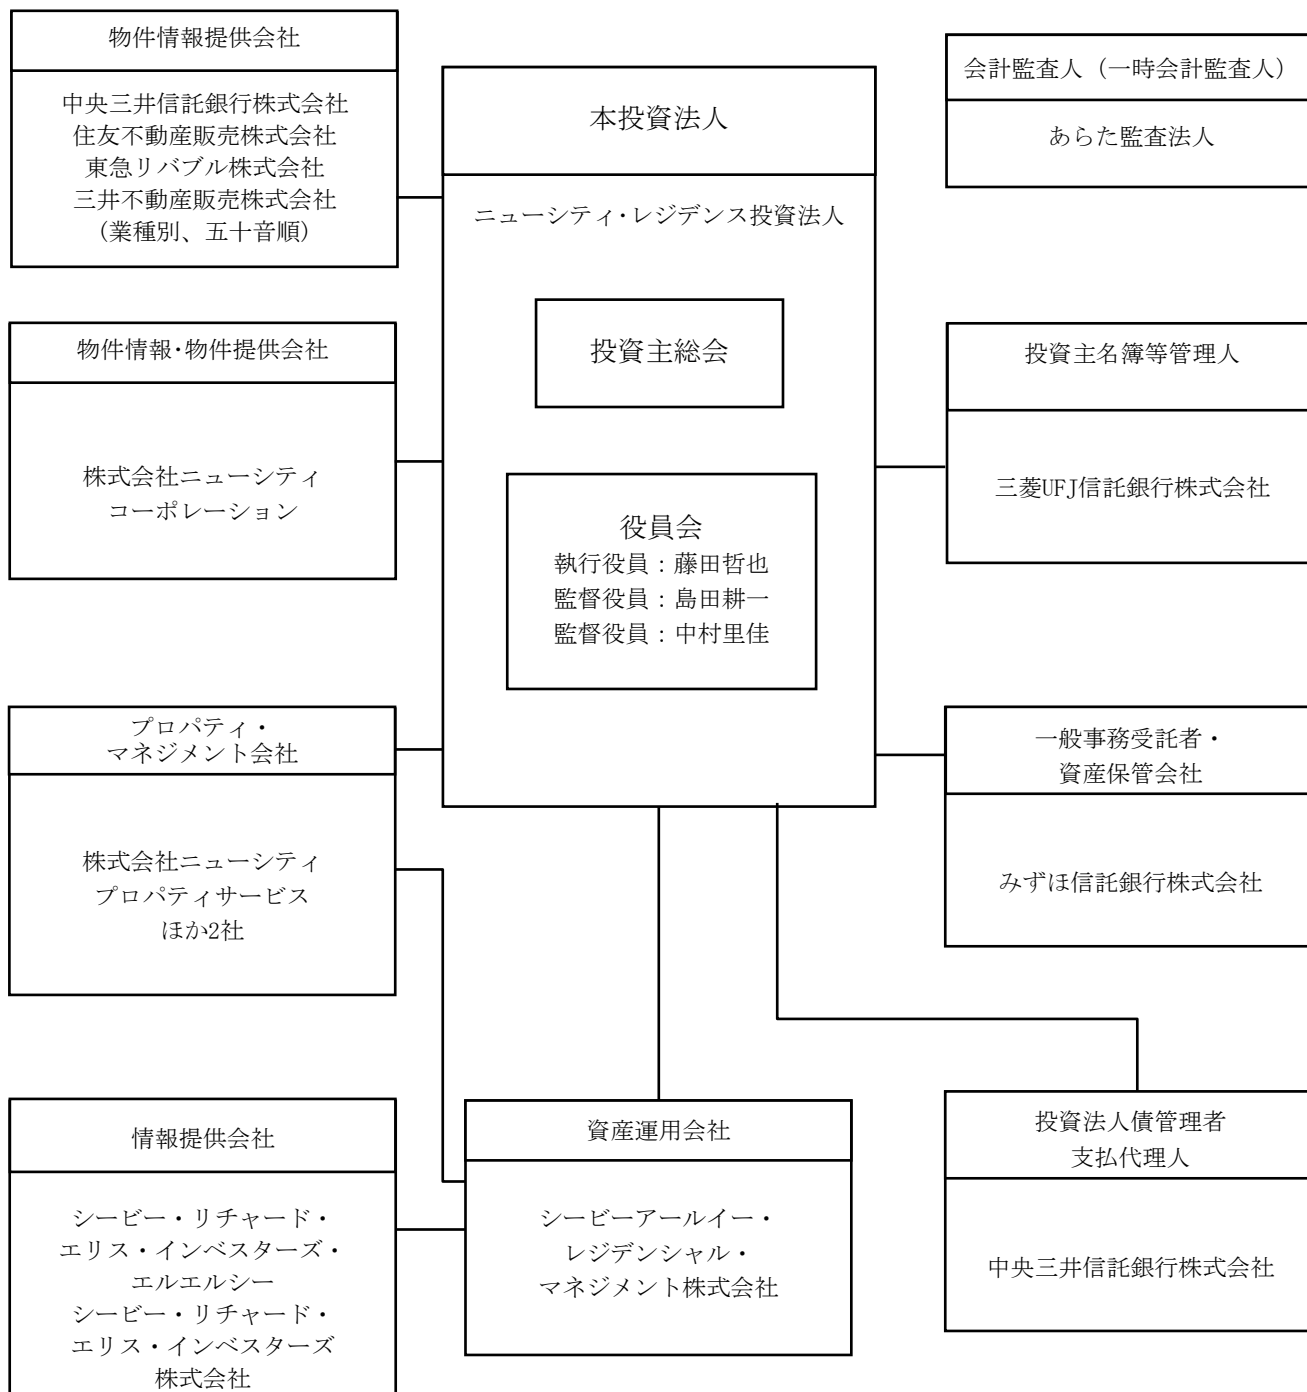 物件情報提供会社
中央三井信託銀行株式会社
住友不動産販売株式会社
東急リバブル株式会社
三井不動産販売株式会社
(業種別、五十音順)
物件情報･物件提供会社
株式会社ニューシティ
コーポレーション
プロパティ・
マネジメント会社
株式会社ニューシティ
プロパティサービス
ほか2社
情報提供会社
シービー・リチャード・
エリス・インベスターズ・
エルエルシー
シービー・リチャード・
エリス・インベスターズ
株式会社
本投資法人
ニューシティ･レジデンス投資法人
投資主総会
役員会
執行役員：藤田哲也
監督役員：島田耕一
監督役員：中村里佳
資産運用会社
シービーアールイー・
レジデンシャル・
マネジメント株式会社
会計監査人（一時会計監査人）
あらた監査法人
投資主名簿等管理人
三菱UFJ信託銀行株式会社
一般事務受託者・
資産保管会社
みずほ信託銀行株式会社
投資法人債管理者
支払代理人
中央三井信託銀行株式会社